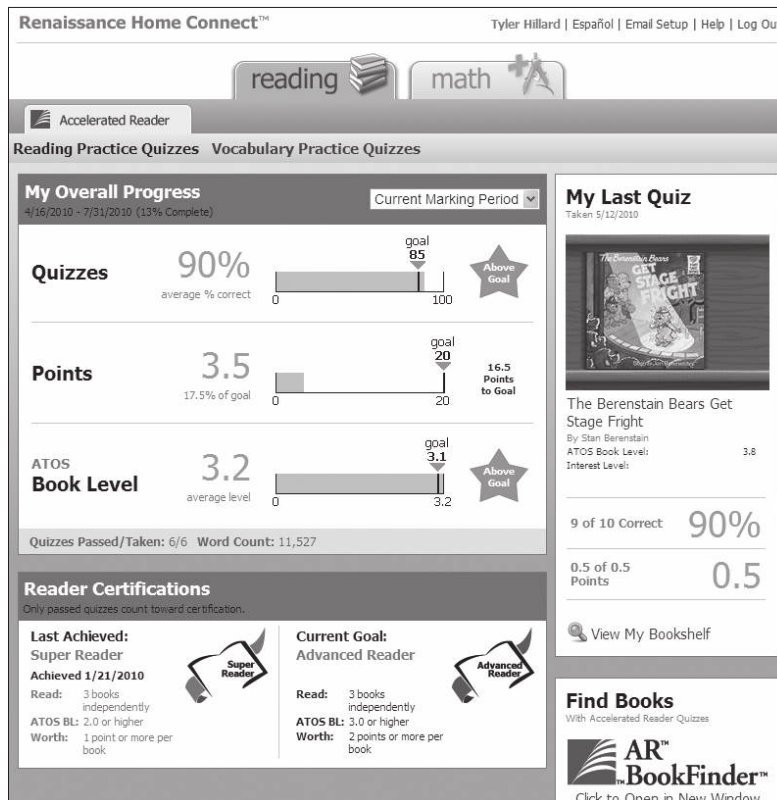 Renaissance Home Connect™
Tyler Hillard | Español | Email Setup | Help | Log Ou
reading
math
Accelerated Reader
Reading Practice Quizzes Vocabulary Practice Quizzes
My Overall Progress
4/16/2010 - 7/31/2010 (13% Complete)
Current Marking Period
Quizzes
90%
average % correct
goal
85
0
100
Above
Goal
Points
3.5
17.5% of goal
goal
20
0
20
16.5
Points
to Goal
ATOS
Book Level
3.2
average level
goal
3.1
0
3.2
Above
Goal
Quizzes Passed/Taken: 6/6 Word Count: 11,527
Reader Certifications
Only passed quizzes count toward certification.
Last Achieved:
Super Reader
Achieved 1/21/2010
Read: 3 books
independently
ATOS BL: 2.0 or higher
Worth: 1 point or more per
book
Super
Reader
Current Goal:
Advanced Reader
Read: 3 books
independently
ATOS BL: 3.0 or higher
Worth: 2 points or more per
book
Advanced
Reader
My Last Quiz
Taken 5/12/2010
The Berenstain Bears
GET
STAGE
FRIGHT
The Berenstain Bears Get
Stage Fright
By Stan Berenstain
ATOS Book Level: 3.8
Interest Level:
9 of 10 Correct 90%
0.5 of 0.5
Points
0.5
View My Bookshelf
Find Books
With Accelerated Reader Quizzes
AR™
BookFinder™
Click to Open in New Window